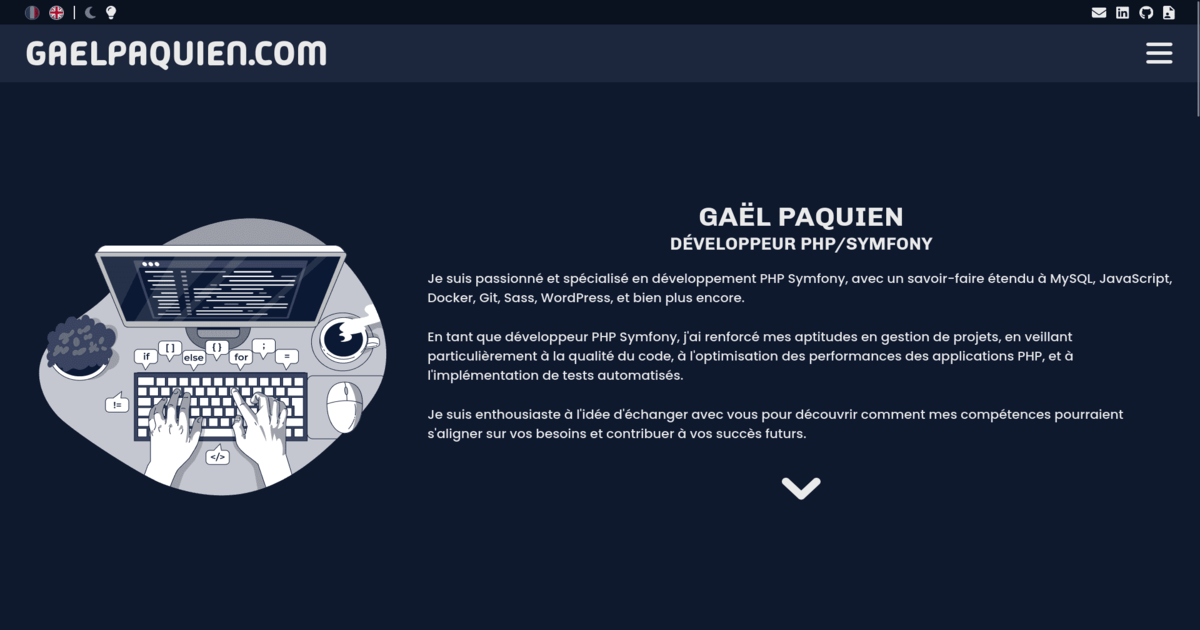 GAELPAQUIEN.COM
GAËL PAQUIEN
DÉVELOPPEUR PHP/SYMFONY
Je suis passionné et spécialisé en développement PHP Symfony, avec un savoir-faire étendu à MySQL, JavaScript,
Docker, Git, Sass, WordPress, et bien plus encore.
En tant que développeur PHP Symfony, j'ai renforcé mes aptitudes en gestion de projets, en veillant
particulièrement à la qualité du code, à l'optimisation des performances des applications PHP, et à
l'implémentation de tests automatisés.
Je suis enthousiaste à l'idée d'échanger avec vous pour découvrir comment mes compétences pourraient
s'aligner sur vos besoins et contribuer à vos succès futurs.
if [ ] else { } for ; =
!=
</>